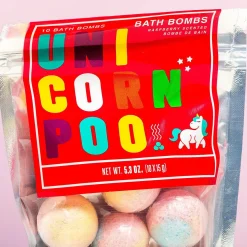 10 BATH BOMBS
BATH BOMBS
RASPBERRY SCENTED
BOMBE DE BAIN
UNI
CORN
POO
NET WT. 5.3 OZ. (10 X 15 g)